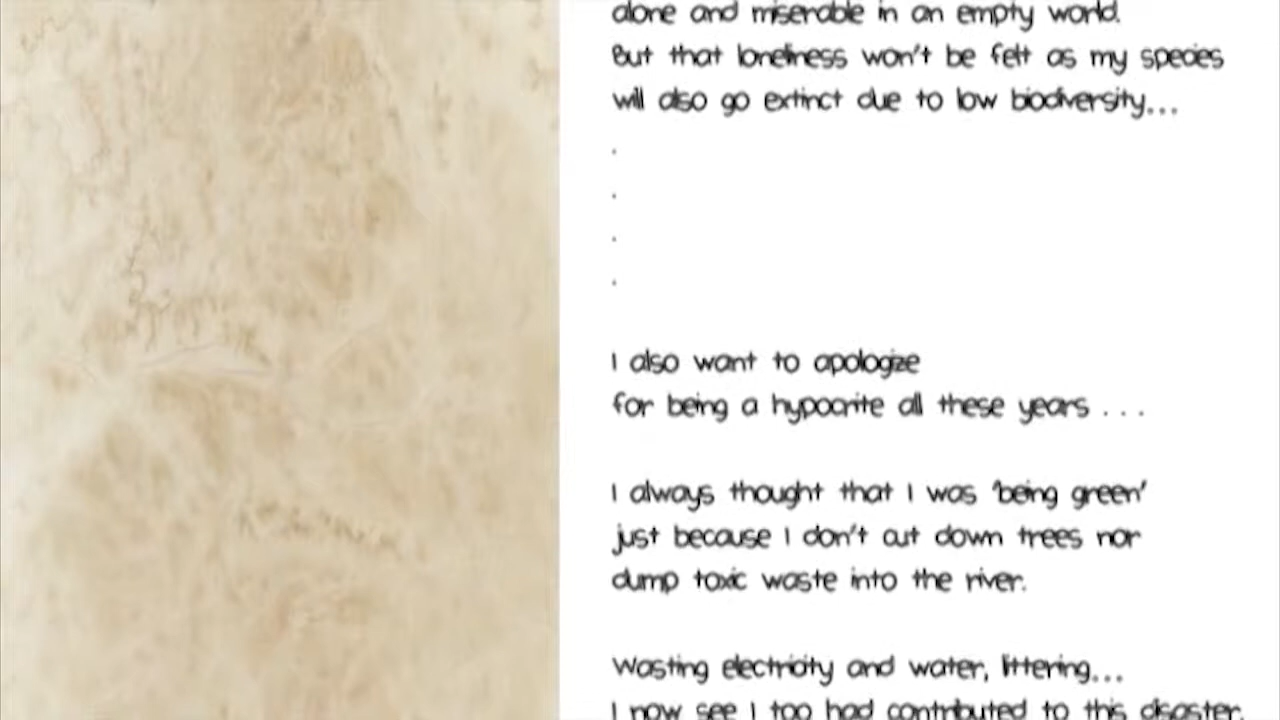 alone and miserable in an empty world.
But that loneliness won't be felt as my species
will also go extinct due to low biodiversity...
.
.
.
.
I also want to apologize
for being a hypocrite all these years . . .
I always thought that I was 'being green'
just because I don't cut down trees nor
dump toxic waste into the river.
Wasting electricity and water, littering...
I now see I too had contributed to this disaster.